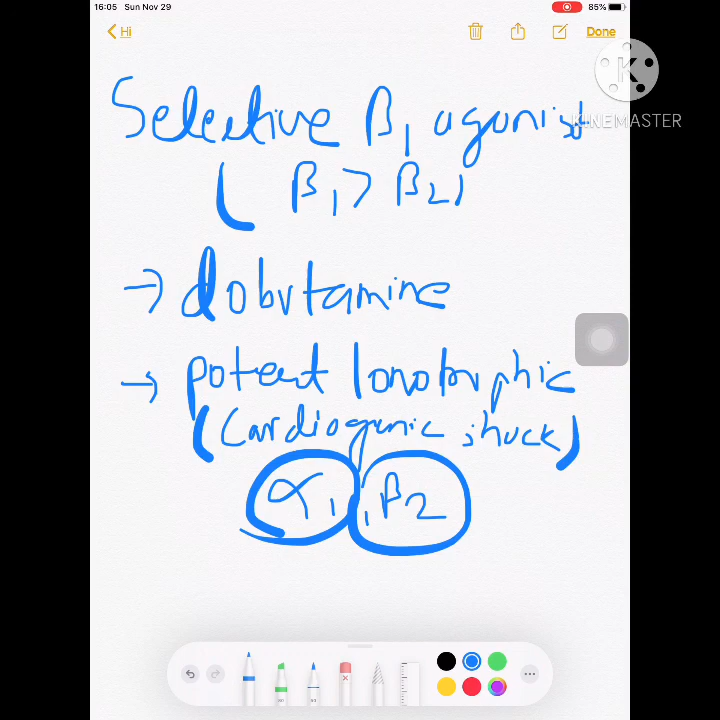 16:05 Sun Nov 29 85%
Hi Done
K
KINEMASTER
Selective β1 agonist
( β1 > β2)
→ dobutamine
→ potent Ionotrphic
(Cardiogenic shock)
α1, β2